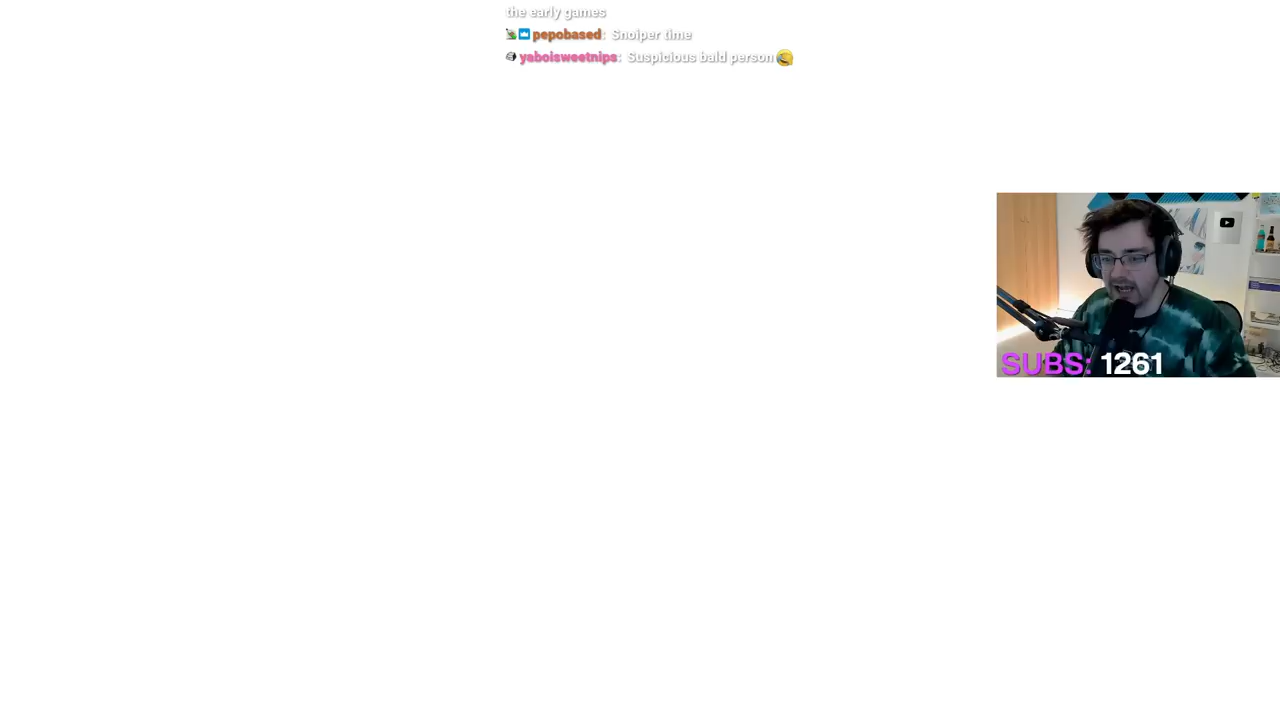 the early games
pepobased: Snoiper time
yaboisweetnips: Suspicious bald person
SUBS: 1261